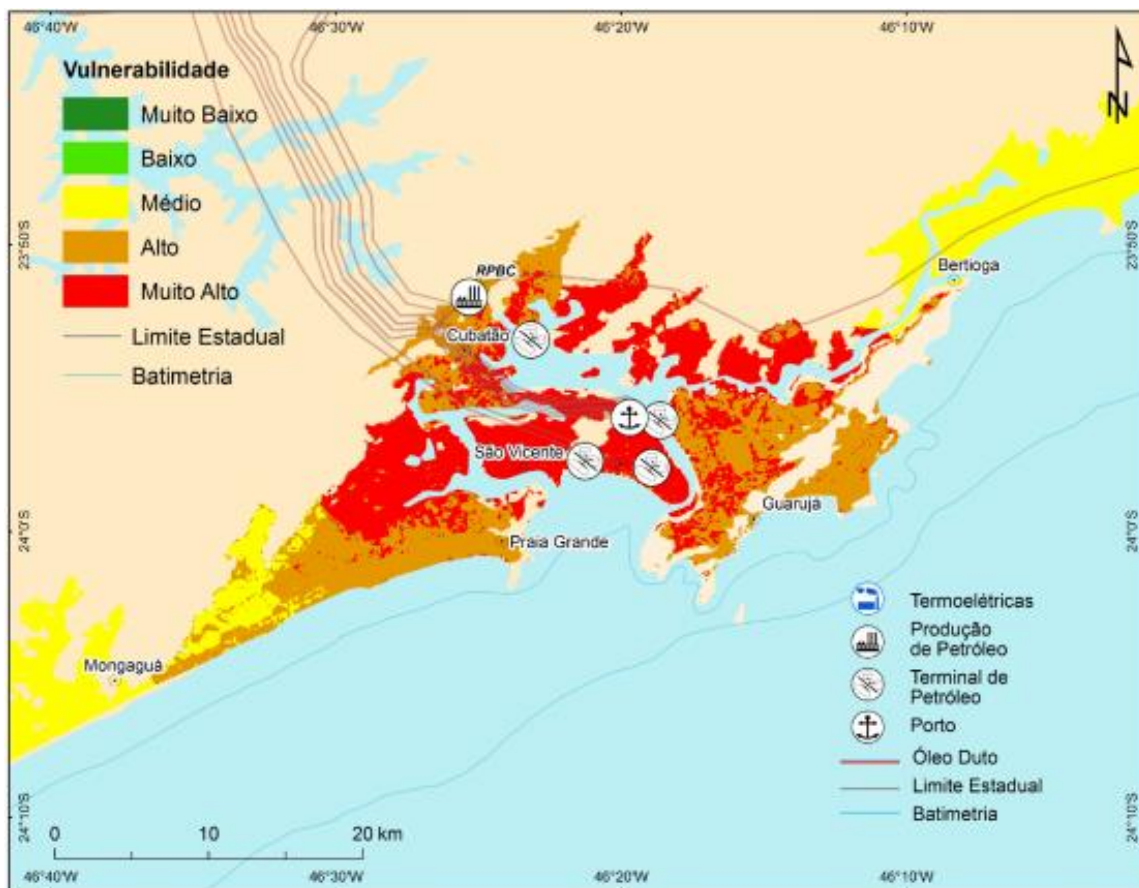 46°40'W
46°30'W
46°20'W
46°10'W
Vulnerabilidade
Muito Baixo
Baixo
Médio
Alto
Muito Alto
Limite Estadual
Batimetria
N
23°50'S
23°50'S
RPBC
Bertioga
Cubatão
São Vicente
Guarujá
24°0'S
24°0'S
Praia Grande
Mongaguá
Termoelétricas
Produção
de Petróleo
Terminal de
Petróleo
Porto
Óleo Duto
Limite Estadual
Batimetria
24°10'S
24°10'S
0 10 20 km
46°40'W
46°30'W
46°20'W
46°10'W